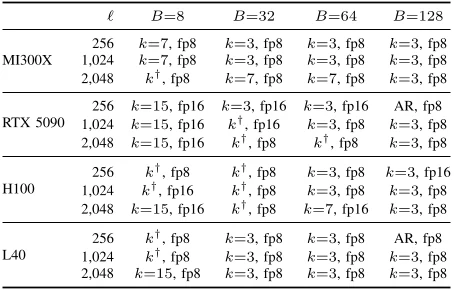 ℓ B=8 B=32 B=64 B=128
256 k=7, fp8 k=3, fp8 k=3, fp8 k=3, fp8
MI300X 1,024 k=7, fp8 k=3, fp8 k=3, fp8 k=3, fp8
2,048 k†, fp8 k=7, fp8 k=7, fp8 k=3, fp8
256 k=15, fp16 k=3, fp16 k=3, fp16 AR, fp8
RTX 5090 1,024 k=15, fp16 k†, fp16 k=3, fp8 k=3, fp8
2,048 k=15, fp16 k†, fp8 k†, fp8 k=3, fp8
256 k†, fp8 k†, fp8 k=3, fp8 k=3, fp16
H100 1,024 k†, fp16 k†, fp8 k=3, fp8 k=3, fp8
2,048 k=15, fp16 k†, fp8 k=7, fp16 k=3, fp8
256 k†, fp8 k=3, fp8 k=3, fp8 AR, fp8
L40 1,024 k†, fp8 k=3, fp8 k=3, fp8 k=3, fp8
2,048 k=15, fp8 k=3, fp8 k=3, fp8 k=3, fp8